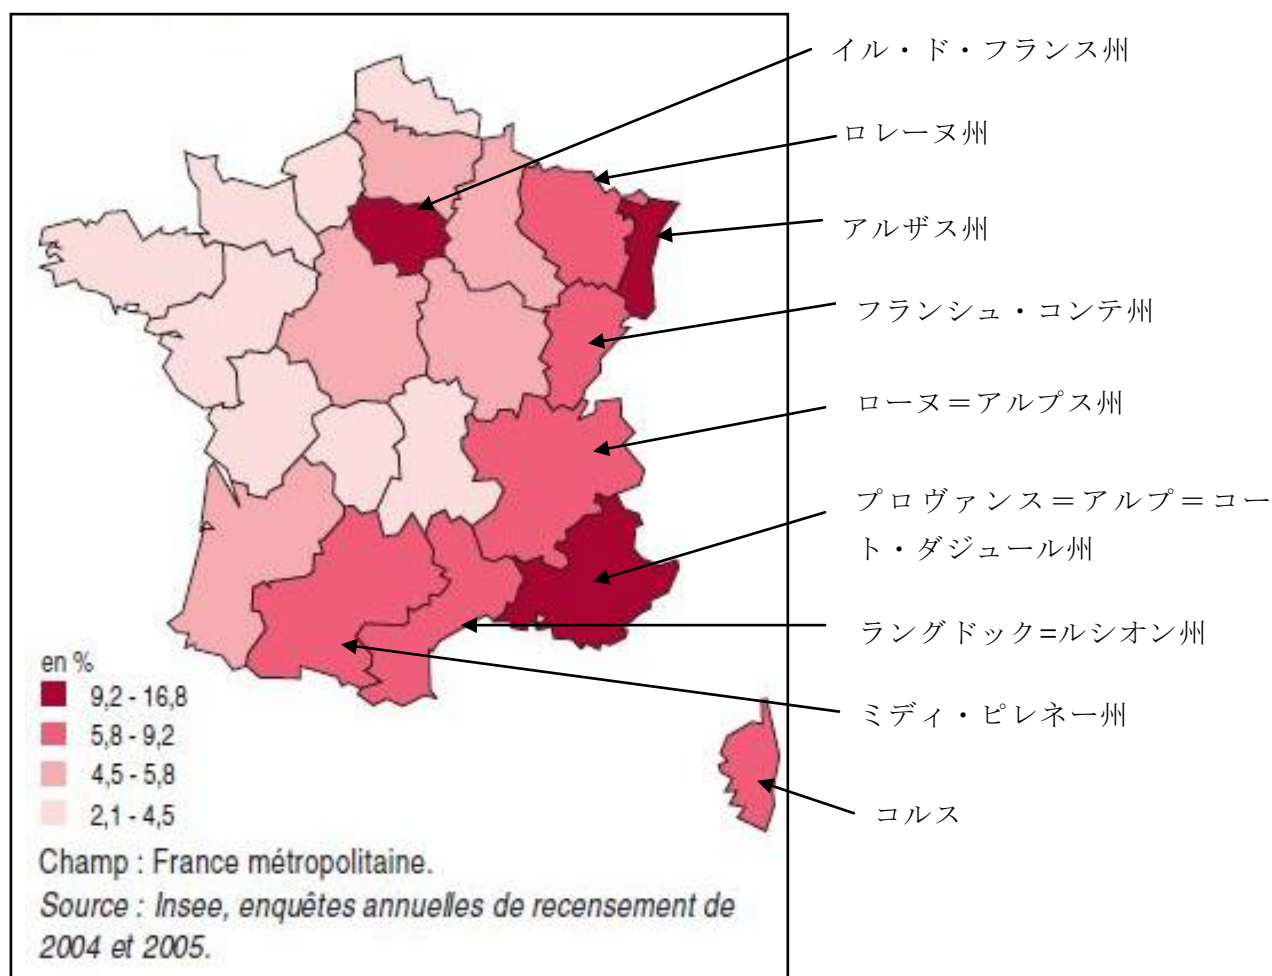 イル・ド・フランス州
ロレーヌ州
アルザス州
フランシュ・コンテ州
ローヌ＝アルプス州
プロヴァンス＝アルプ＝コー
ト・ダジュール州
ラングドック=ルシオン州
ミディ・ピレネー州
コルス
en %
9,2 - 16,8
5,8 - 9,2
4,5 - 5,8
2,1 - 4,5
Champ : France métropolitaine.
Source : Insee, enquêtes annuelles de recensement de
2004 et 2005.